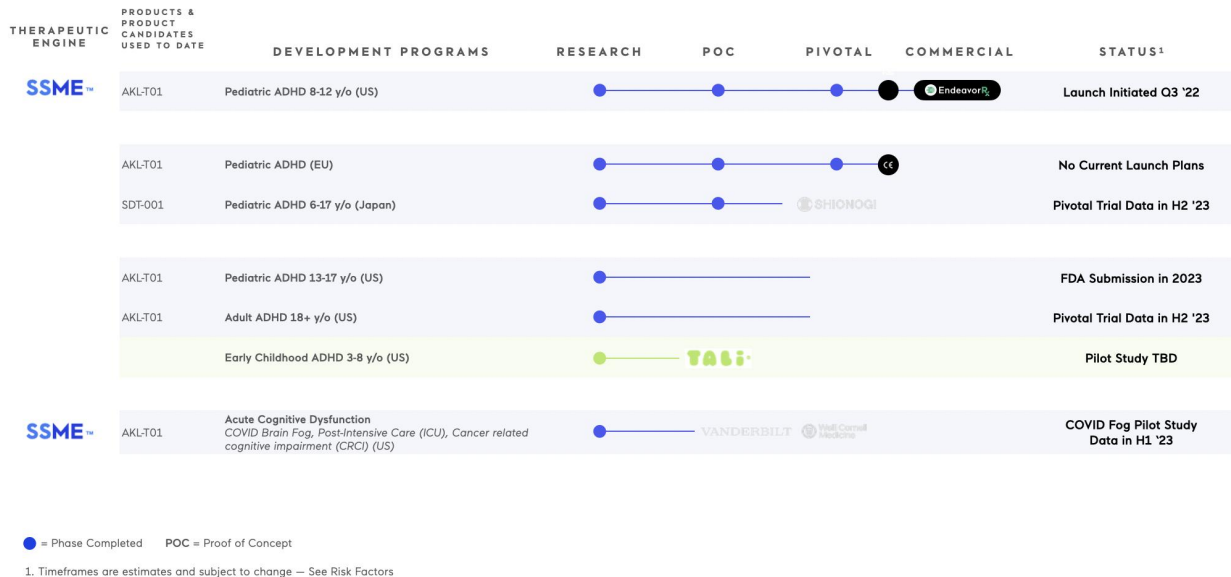 THERAPEUTIC ENGINE
PRODUCTS & PRODUCT CANDIDATES USED TO DATE
DEVELOPMENT PROGRAMS
RESEARCH
POC
PIVOTAL
COMMERCIAL
STATUS¹
SSME™
AKL-T01
Pediatric ADHD 8-12 y/o (US)
EndeavorRx
Launch Initiated Q3 ‘22
AKL-T01
Pediatric ADHD (EU)
CE
No Current Launch Plans
SDT-001
Pediatric ADHD 6-17 y/o (Japan)
SHIONOGI
Pivotal Trial Data in H2 '23
AKL-T01
Pediatric ADHD 13-17 y/o (US)
FDA Submission in 2023
AKL-T01
Adult ADHD 18+ y/o (US)
Pivotal Trial Data in H2 '23
Early Childhood ADHD 3-8 y/o (US)
TALi
Pilot Study TBD
SSME™
AKL-T01
Acute Cognitive Dysfunction
COVID Brain Fog, Post-Intensive Care (ICU), Cancer related
cognitive impairment (CRCI) (US)
VANDERBILT
Weill Cornell
Medicine
COVID Fog Pilot Study
Data in H1 ‘23
= Phase Completed
POC = Proof of Concept
1. Timeframes are estimates and subject to change — See Risk Factors